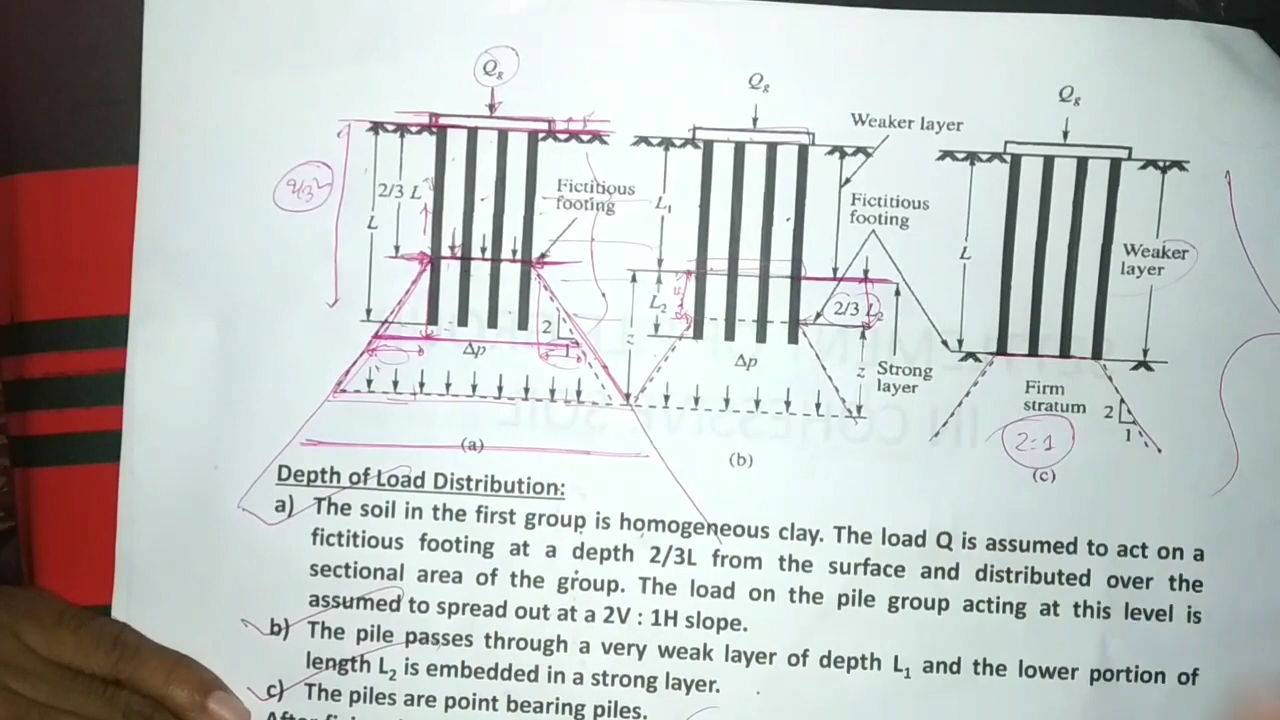 Qg
Qg
Qg
Weaker layer
2/3 L
2/3 L
L
Fictitious
footing
L₁
Fictitious
footing
L
Weaker
layer
2
1
Δp
L₂
z
Δp
2/3 L₂
z
Strong
layer
Firm
stratum
2
1
2:1
(a)
(b)
(c)
Depth of Load Distribution:
a) The soil in the first group is homogeneous clay. The load Q is assumed to act on a
fictitious footing at a depth 2/3L from the surface and distributed over the
sectional area of the group. The load on the pile group acting at this level is
assumed to spread out at a 2V : 1H slope.
b) The pile passes through a very weak layer of depth L₁ and the lower portion of
length L₂ is embedded in a strong layer.
c) The piles are point bearing piles.